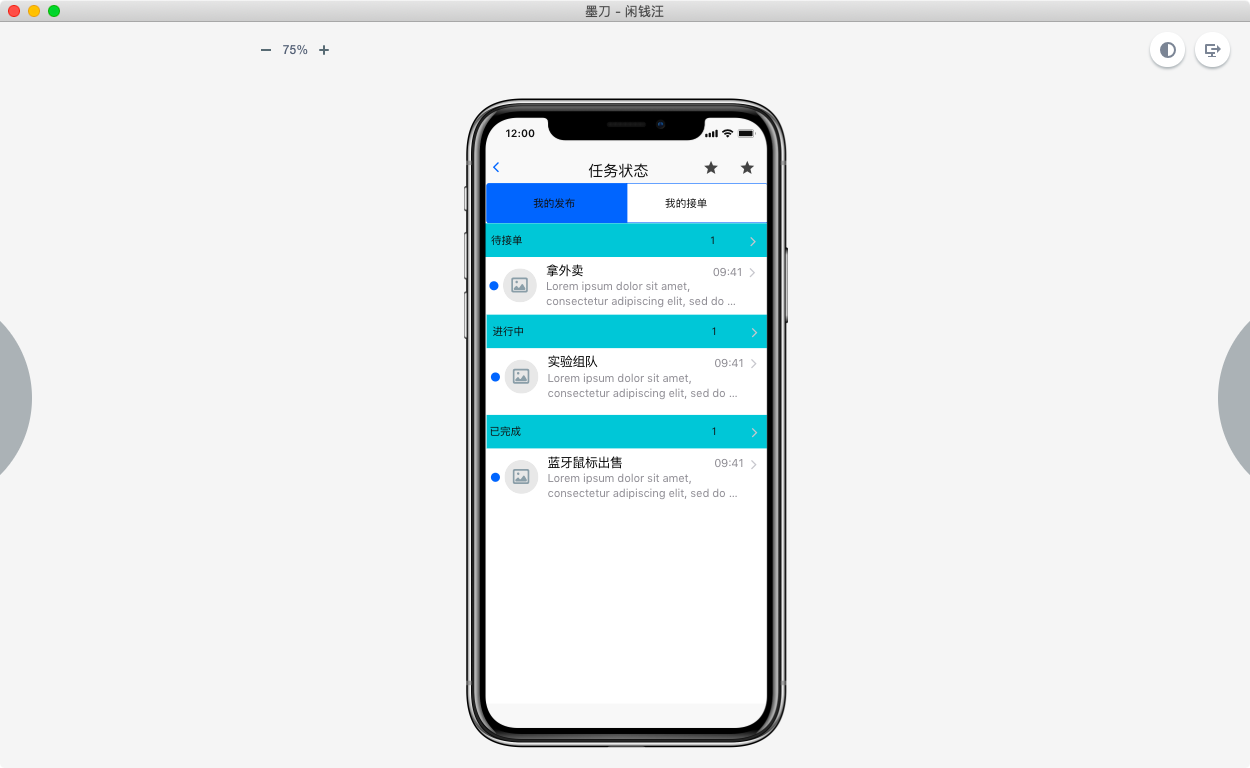 墨刀 - 闲钱汪
75%
12:00
任务状态
我的发布 我的接单
待接单 1
拿外卖 09:41
Lorem ipsum dolor sit amet,
consectetur adipiscing elit, sed do ...
进行中 1
实验组队 09:41
Lorem ipsum dolor sit amet,
consectetur adipiscing elit, sed do ...
已完成 1
蓝牙鼠标出售 09:41
Lorem ipsum dolor sit amet,
consectetur adipiscing elit, sed do ...